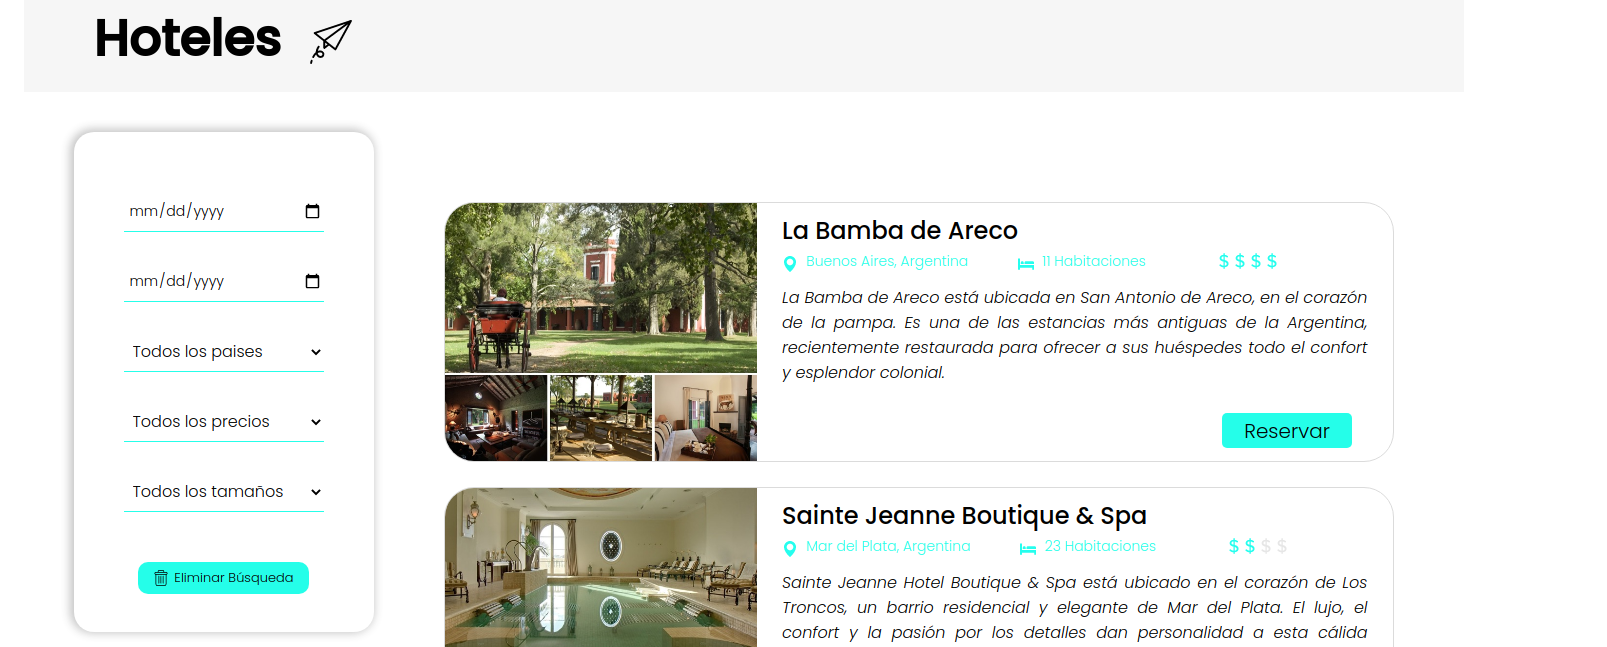 Hoteles
mm/dd/yyyy
mm/dd/yyyy
Todos los paises
Todos los precios
Todos los tamaños
Eliminar Búsqueda
La Bamba de Areco
Buenos Aires, Argentina 11 Habitaciones $ $ $ $
La Bamba de Areco está ubicada en San Antonio de Areco, en el corazón
de la pampa. Es una de las estancias más antiguas de la Argentina,
recientemente restaurada para ofrecer a sus huéspedes todo el confort
y esplendor colonial.
Reservar
Sainte Jeanne Boutique & Spa
Mar del Plata, Argentina 23 Habitaciones $ $ $ $
Sainte Jeanne Hotel Boutique & Spa está ubicado en el corazón de Los
Troncos, un barrio residencial y elegante de Mar del Plata. El lujo, el
confort y la pasión por los detalles dan personalidad a esta cálida